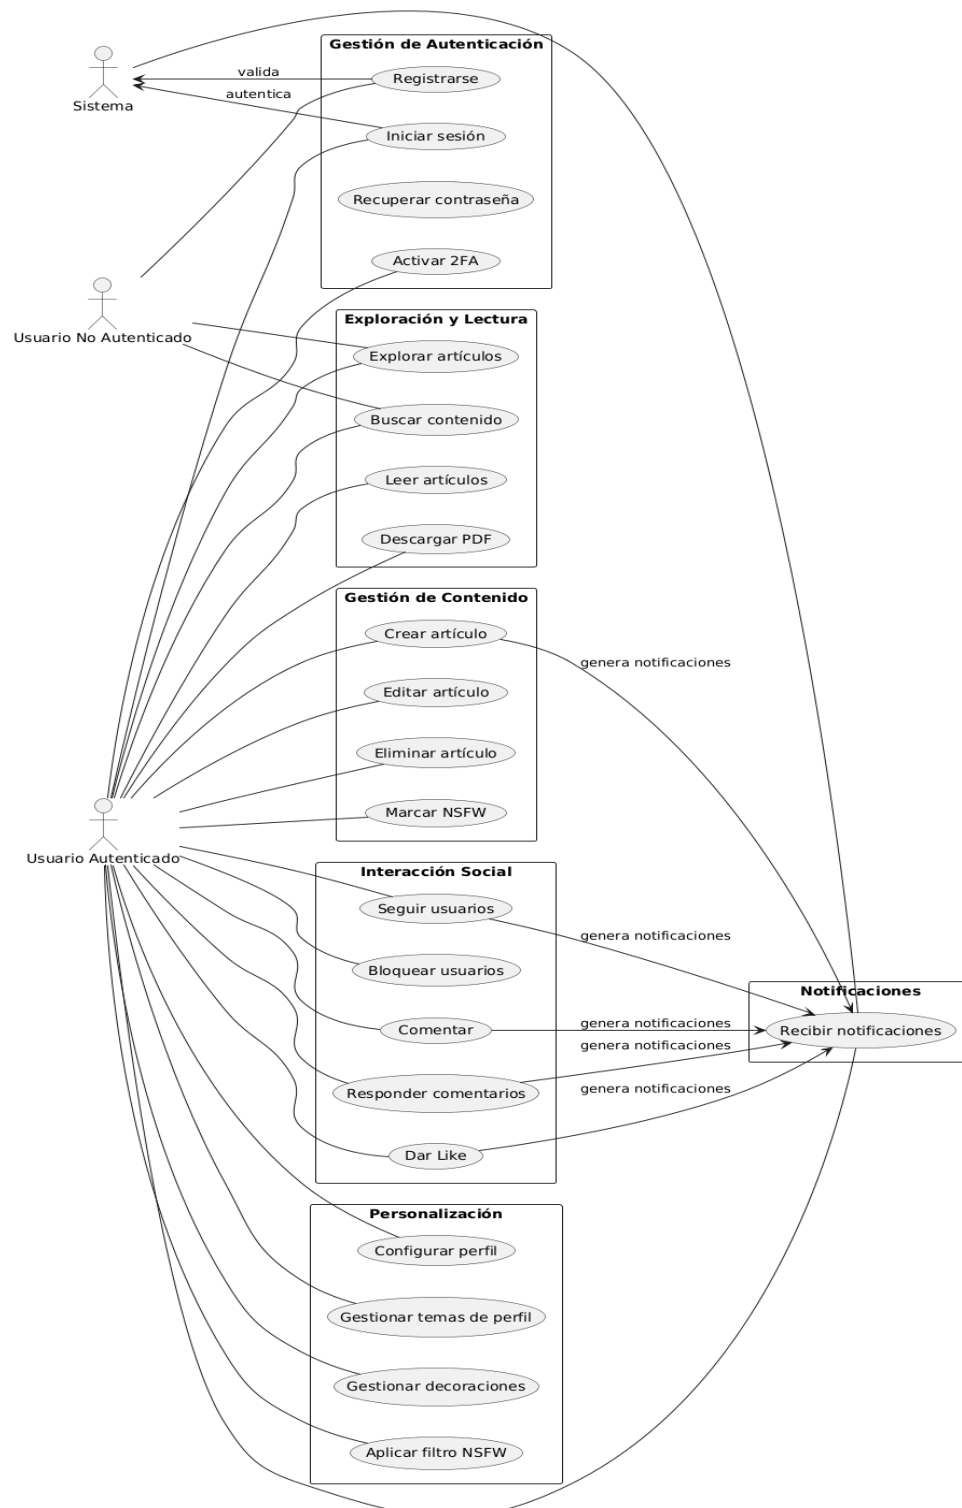 Gestión de Autenticación
valida
Registrarse
Sistema
autentica
Iniciar sesión
Recuperar contraseña
Activar 2FA
Usuario No Autenticado
Exploración y Lectura
Explorar artículos
Buscar contenido
Leer artículos
Descargar PDF
Gestión de Contenido
Crear artículo
genera notificaciones
Editar artículo
Eliminar artículo
Marcar NSFW
Usuario Autenticado
Interacción Social
Seguir usuarios
genera notificaciones
Bloquear usuarios
Notificaciones
Comentar
genera notificaciones
Recibir notificaciones
genera notificaciones
Responder comentarios
genera notificaciones
Dar Like
Personalización
Configurar perfil
Gestionar temas de perfil
Gestionar decoraciones
Aplicar filtro NSFW